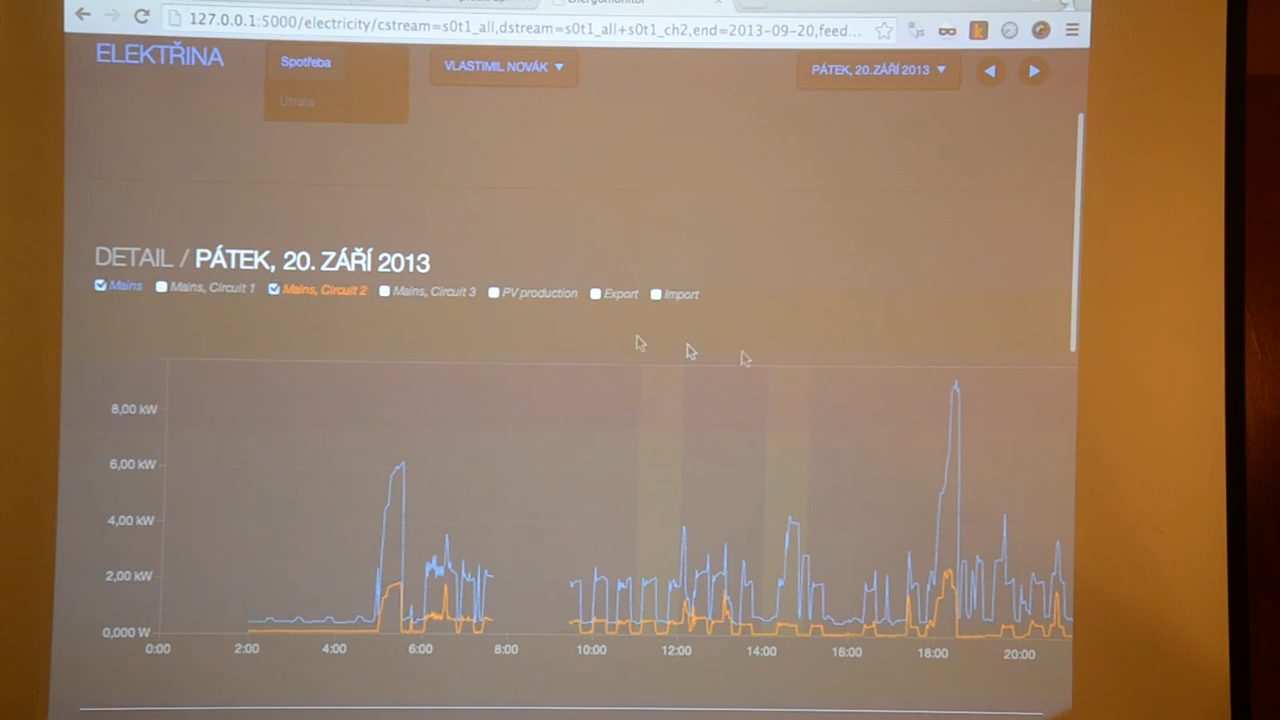 127.0.0.1:5000/electricity/cstream=s0t1_all,dstream=s0t1_all+s0t1_ch2,end=2013-09-20,feed...
ELEKTŘINA
Spotřeba
VLASTIMIL NOVÁK
PÁTEK, 20. ZÁŘÍ 2013
Útrata
DETAIL / PÁTEK, 20. ZÁŘÍ 2013
Mains Mains, Circuit 1 Mains, Circuit 2 Mains, Circuit 3 PV production Export Import
8,00 kW
6,00 kW
4,00 kW
2,00 kW
0,000 W
0:00 2:00 4:00 6:00 8:00 10:00 12:00 14:00 16:00 18:00 20:00